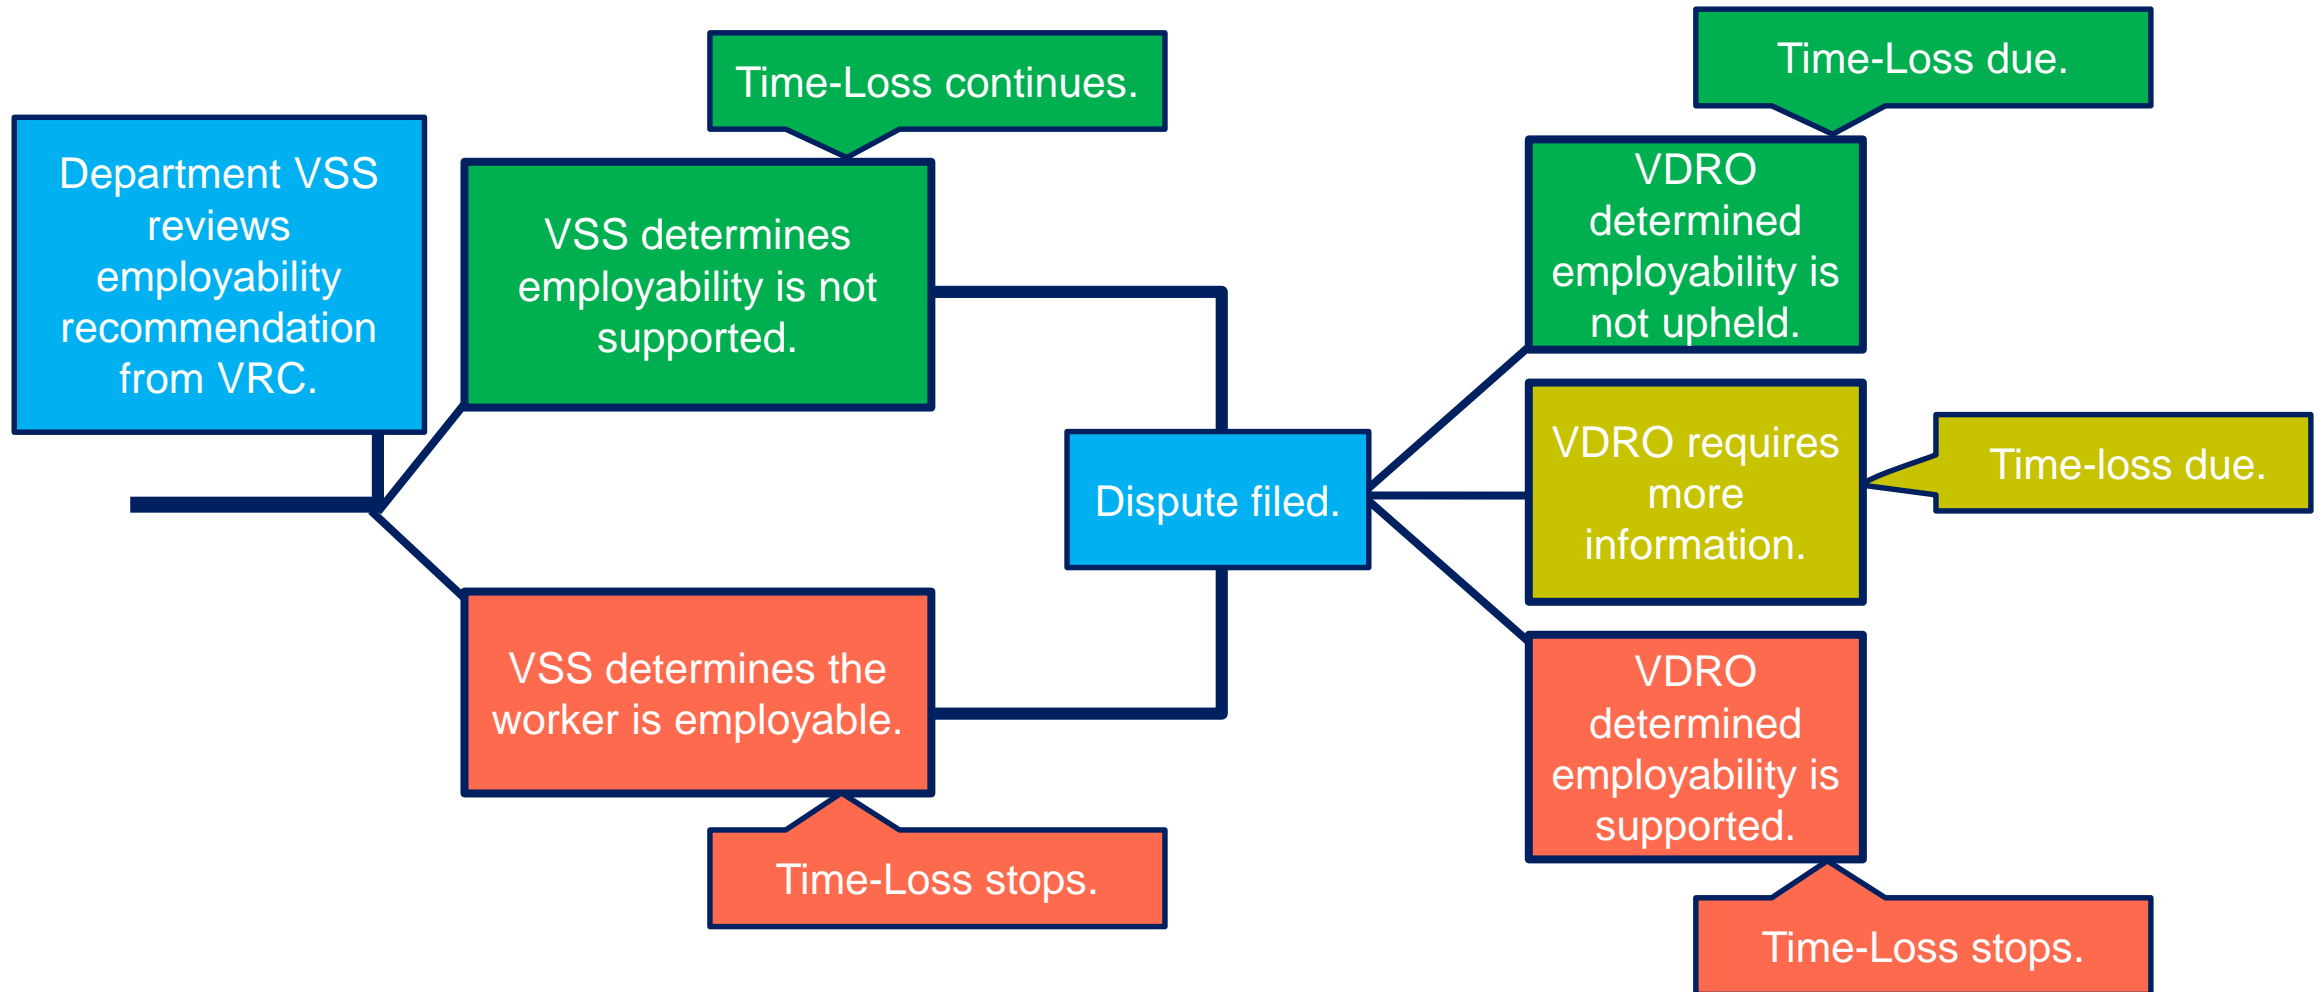 Department VSS
reviews
employability
recommendation
from VRC.
Time-Loss continues.
VSS determines
employability is not
supported.
VSS determines the
worker is employable.
Time-Loss stops.
Dispute filed.
Time-Loss due.
VDRO
determined
employability is
not upheld.
VDRO requires
more
information.
Time-loss due.
VDRO
determined
employability is
supported.
Time-Loss stops.